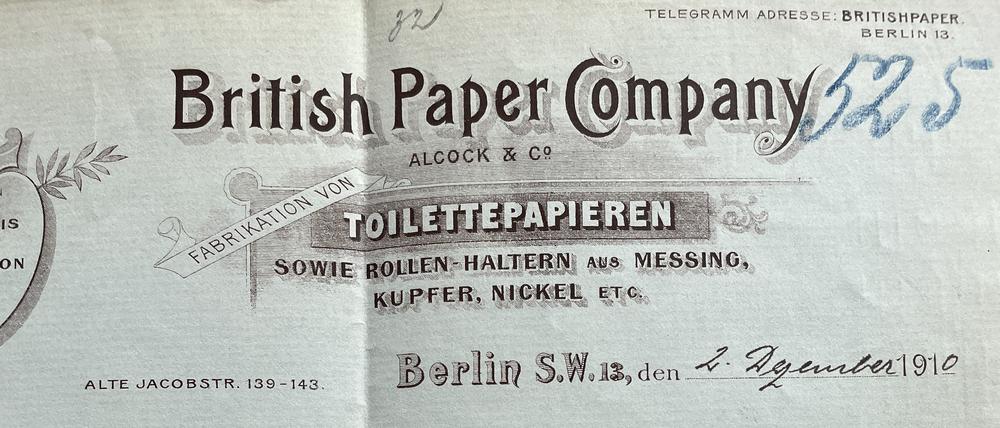 32
TELEGRAMM ADRESSE: BRITISHPAPER.
BERLIN 13.
British Paper Company
525
ALCOCK & Cº
FABRIKATION VON
TOILETTEPAPIEREN
SOWIE ROLLEN-HALTERN AUS MESSING,
KUPFER, NICKEL ETC.
IS
ON
Berlin S.W. 13, den 2. Dezember 1910
ALTE JACOBSTR. 139-143.